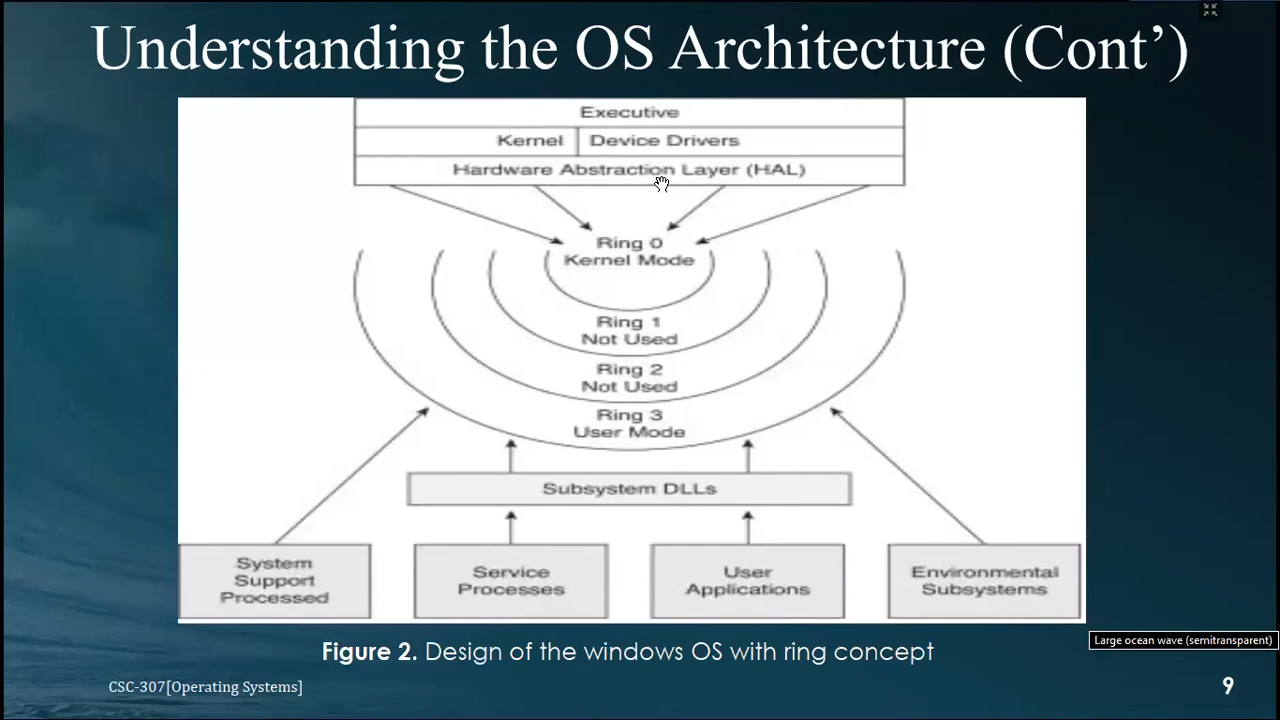 Understanding the OS Architecture (Cont’)
Executive
Kernel
Device Drivers
Hardware Abstraction Layer (HAL)
Ring 0
Kernel Mode
Ring 1
Not Used
Ring 2
Not Used
Ring 3
User Mode
Subsystem DLLs
System
Support
Processed
Service
Processes
User
Applications
Environmental
Subsystems
Figure 2. Design of the windows OS with ring concept
Large ocean wave (semitransparent)
CSC-307[Operating Systems]
9